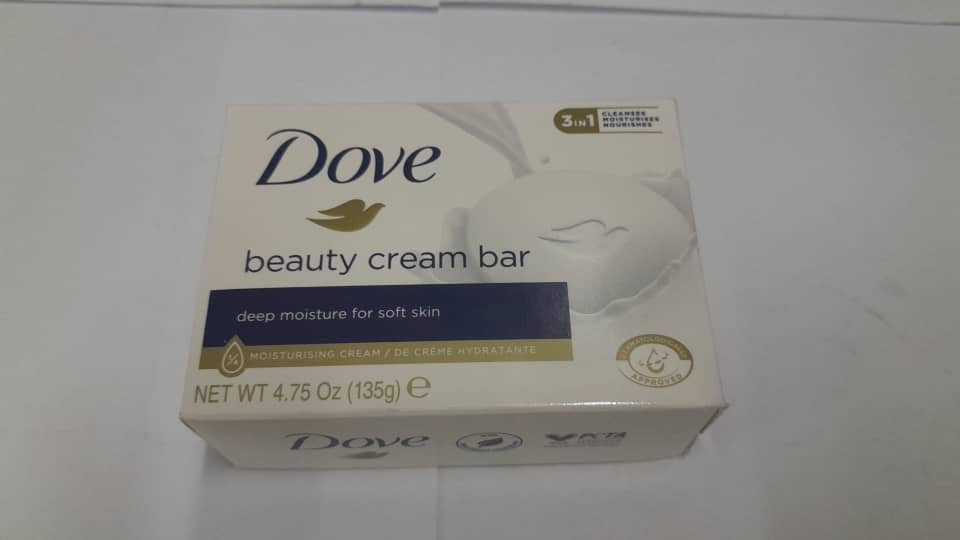 3 IN 1
CLEANSES
MOISTURISES
NOURISHES
Dove
beauty cream bar
deep moisture for soft skin
1/4 MOISTURISING CREAM / DE CRÈME HYDRATANTE
DERMATOLOGICALLY
APPROVED
NET WT 4.75 Oz (135g) e
Dove
PETA